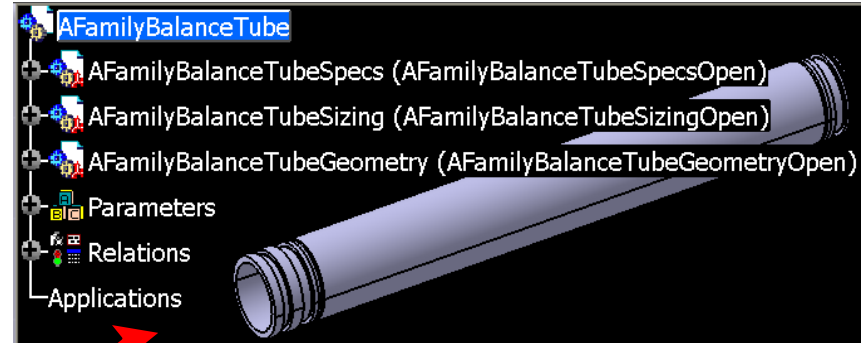 AFamilyBalanceTube
AFamilyBalanceTubeSpecs (AFamilyBalanceTubeSpecsOpen)
AFamilyBalanceTubeSizing (AFamilyBalanceTubeSizingOpen)
AFamilyBalanceTubeGeometry (AFamilyBalanceTubeGeometryOpen)
Parameters
Relations
Applications